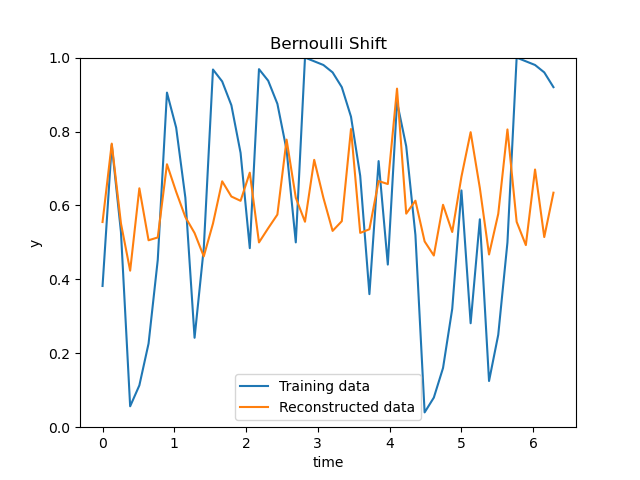 Bernoulli Shift
1.0
0.8
0.6
0.4
0.2
0.0
y
0 1 2 3 4 5 6
time
Training data
Reconstructed data